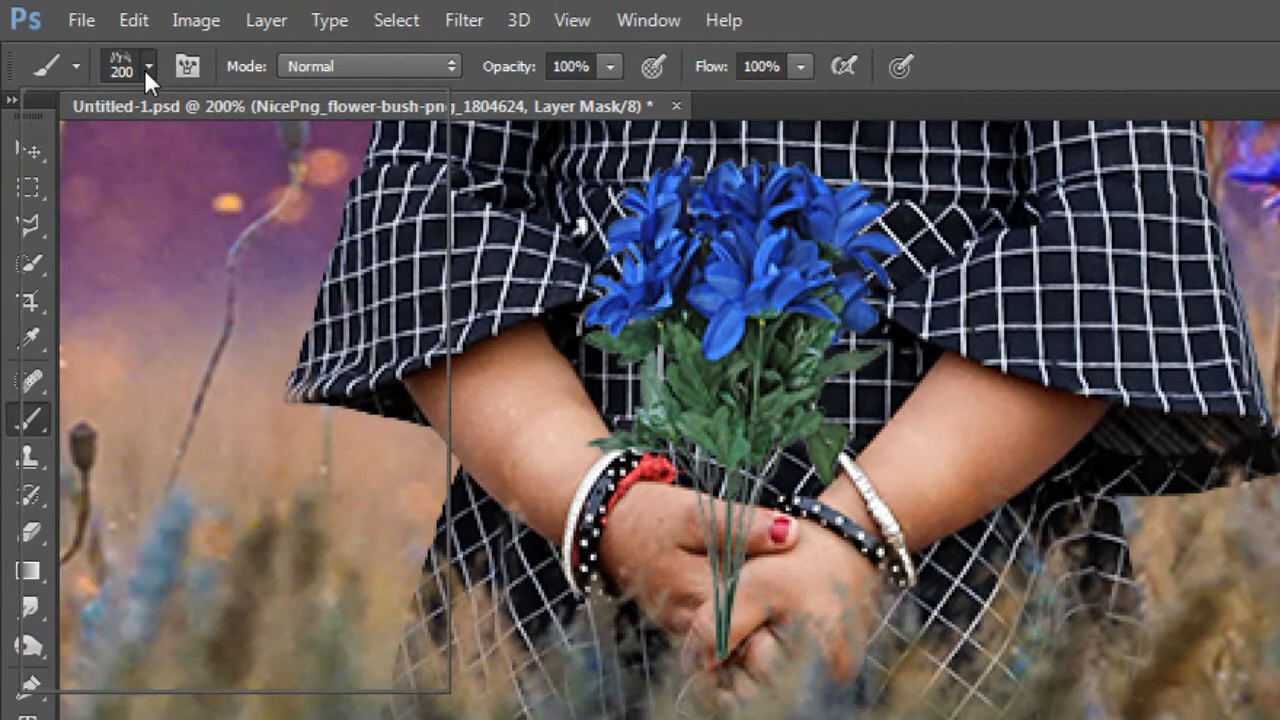 Ps File Edit Image Layer Type Select Filter 3D View Window Help
200 Mode: Normal Opacity: 100% Flow: 100%
Untitled-1.psd @ 200% (NicePng_flower-bush-png_1804624, Layer Mask/8) * ×